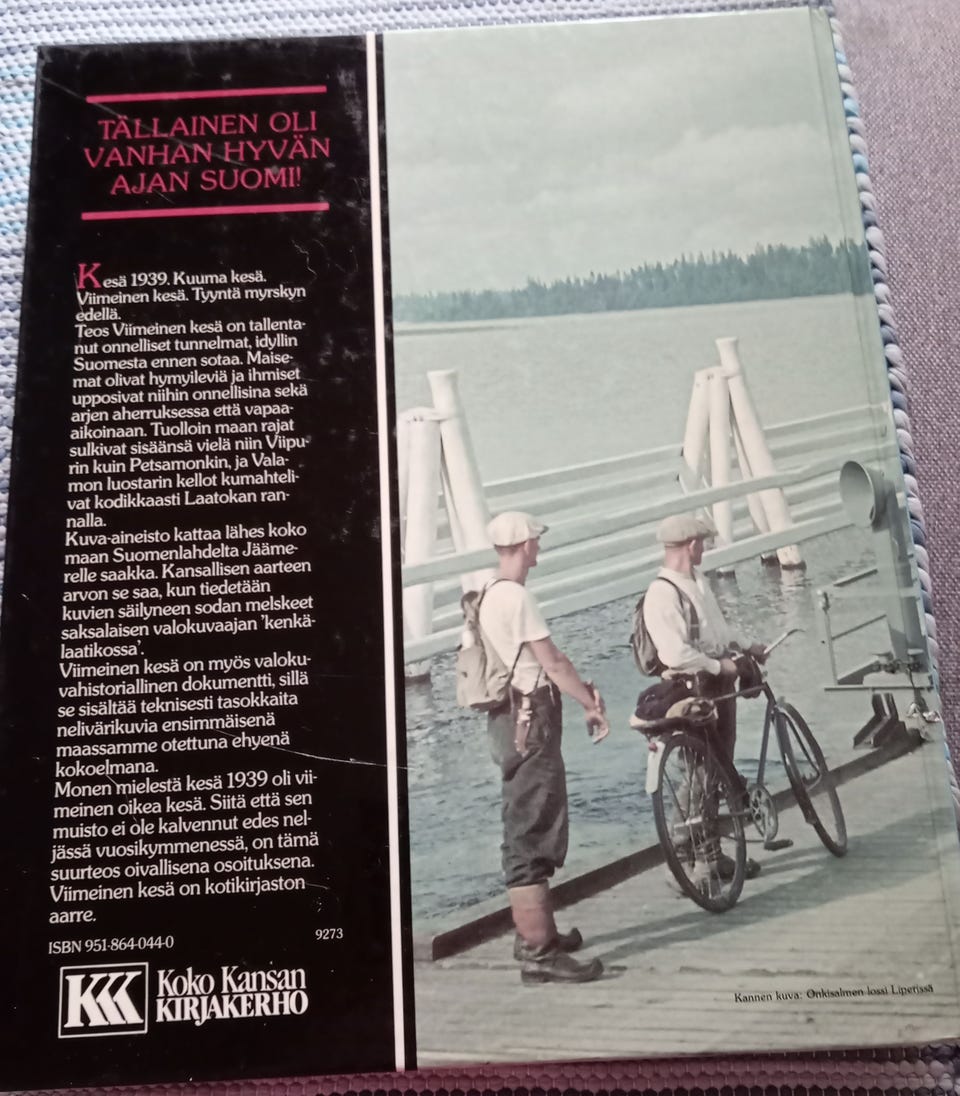 TÄLLAINEN OLI
VANHAN HYVÄN
AJAN SUOMI!
Kesä 1939. Kuuma kesä.
Viimeinen kesä. Tyyntä myrskyn
edellä.
Teos Viimeinen kesä on tallenta-
nut onnelliset tunnelmat, idyllin
Suomesta ennen sotaa. Maise-
mat olivat hymyileviä ja ihmiset
upposivat niihin onnellisina sekä
arjen aherruksessa että vapaa-
aikoinaan. Tuolloin maan rajat
sulkivat sisäänsä vielä niin Viipu-
rin kuin Petsamonkin, ja Vala-
mon luostarin kellot kumahteli-
vat kodikkaasti Laatokan ran-
nalla.
Kuva-aineisto kattaa lähes koko
maan Suomenlahdelta Jääme-
relle saakka. Kansallisen aarteen
arvon se saa, kun tiedetään
kuvien säilyneen sodan melskeet
saksalaisen valokuvaajan 'kenkä-
laatikossa'.
Viimeinen kesä on myös valoku-
vahistoriallinen dokumentti, sillä
se sisältää teknisesti tasokkaita
nelivärikuvia ensimmäisenä
maassamme otettuna ehyenä
kokoelmana.
Monen mielestä kesä 1939 oli vii-
meinen oikea kesä. Siitä että sen
muisto ei ole kalvennut edes nel-
jässä vuosikymmenessä, on tämä
suurteos oivallisena osoituksena.
Viimeinen kesä on kotikirjaston
aarre.
ISBN 951-864-044-0
9273
KKK
Koko Kansan
KIRJAKERHO
Kannen kuva: Onkisalmen lossi Liperissä